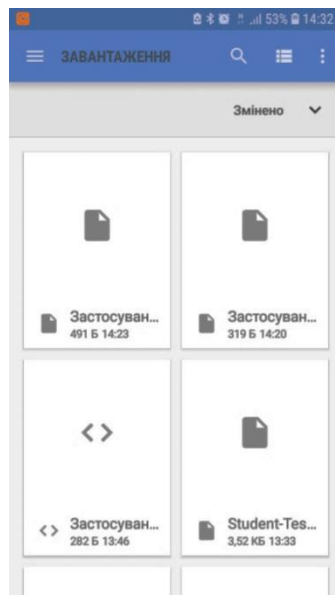 53% 14:32
ЗАВАНТАЖЕННЯ
Змінено
Застосуван...
491 Б 14:23
Застосуван...
319 Б 14:20
Застосуван...
282 Б 13:46
Student-Tes...
3,52 КБ 13:33